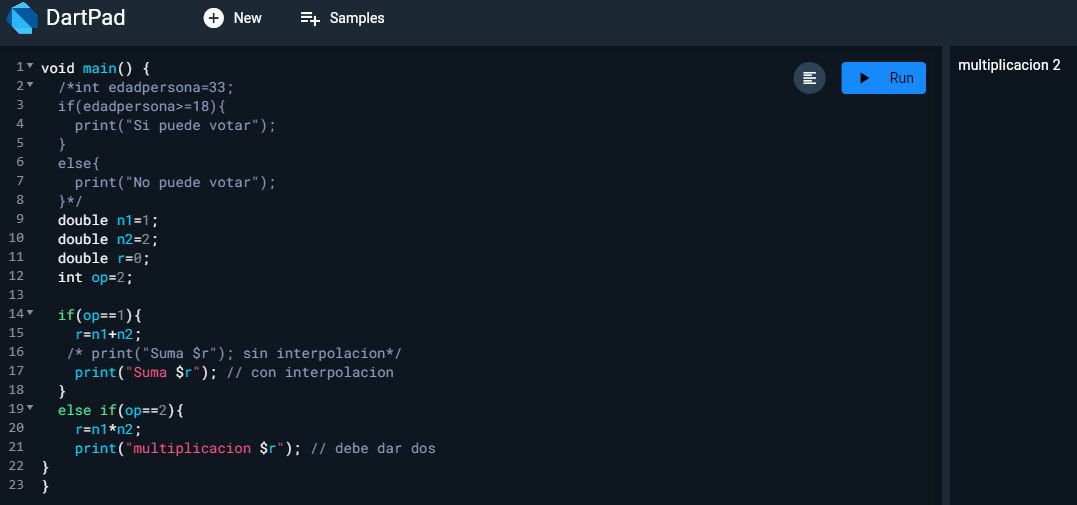 DartPad
New
Samples
1 void main() {
2 /*int edadpersona=33;
3 if(edadpersona>=18){
4 print("Si puede votar");
5 }
6 else{
7 print("No puede votar");
8 }*/
9 double n1=1;
10 double n2=2;
11 double r=0;
12 int op=2;
13
14 if(op==1){
15 r=n1+n2;
16 /* print("Suma $r"); sin interpolacion*/
17 print("Suma $r"); // con interpolacion
18 }
19 else if(op==2){
20 r=n1*n2;
21 print("multiplicacion $r"); // debe dar dos
22 }
23 }
Run
multiplicacion 2